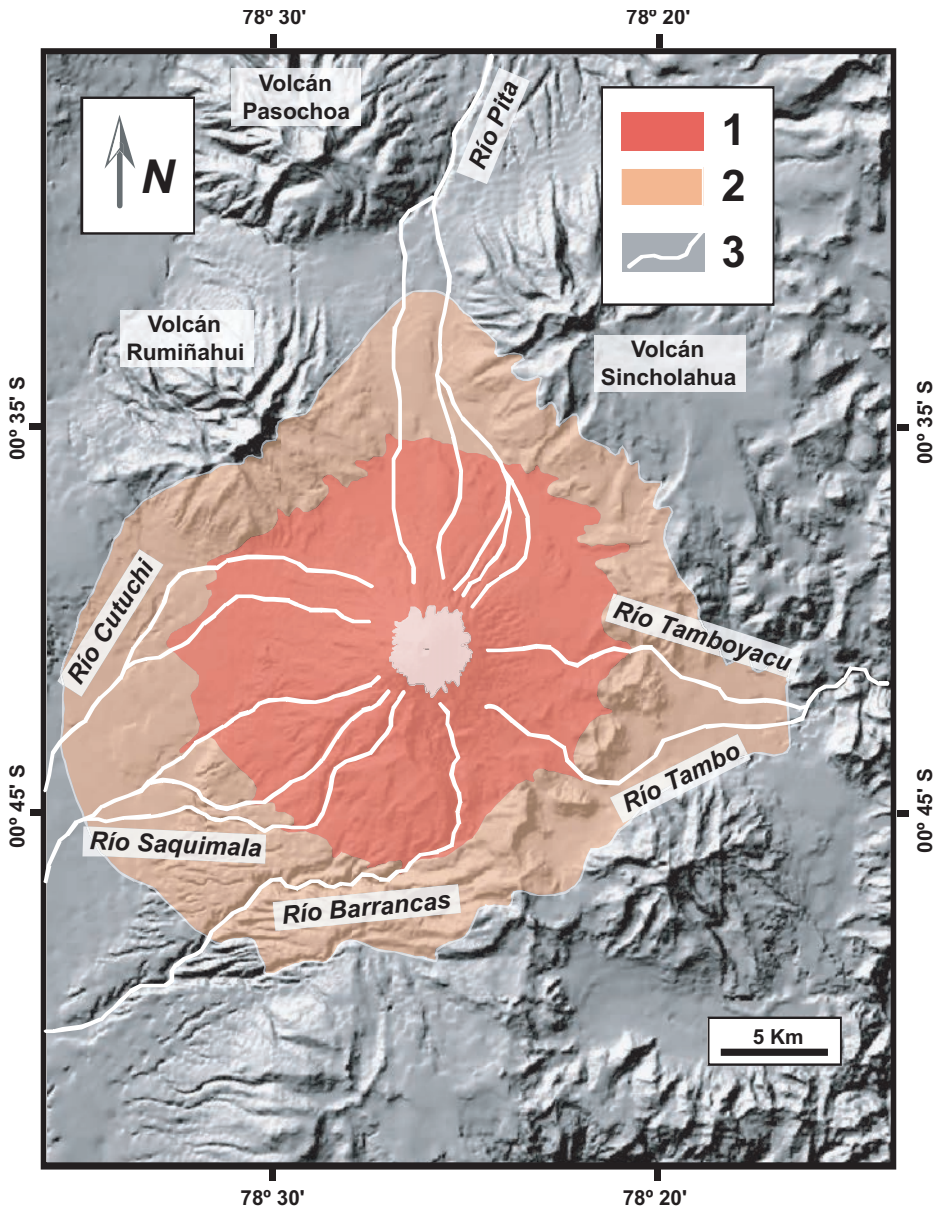 78º 30'
78º 20'
Volcán
Pasochoa
Río Pita
N
1
2
3
Volcán
Rumiñahui
Volcán
Sincholahua
00º 35' S
00º 35' S
Río Cutuchi
Río Tamboyacu
Río Tambo
00º 45' S
00º 45' S
Río Saquimala
Río Barrancas
5 Km
78º 30'
78º 20'